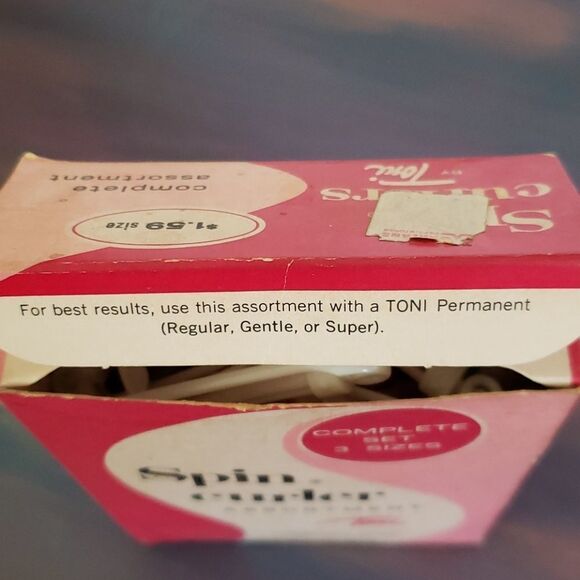 complete
assortment
$1.59 size
BY Toni
Spin
curlers
For best results, use this assortment with a TONI Permanent
(Regular, Gentle, or Super).
COMPLETE
SET
3 SIZES
Spin
curler
ASSORTMENT